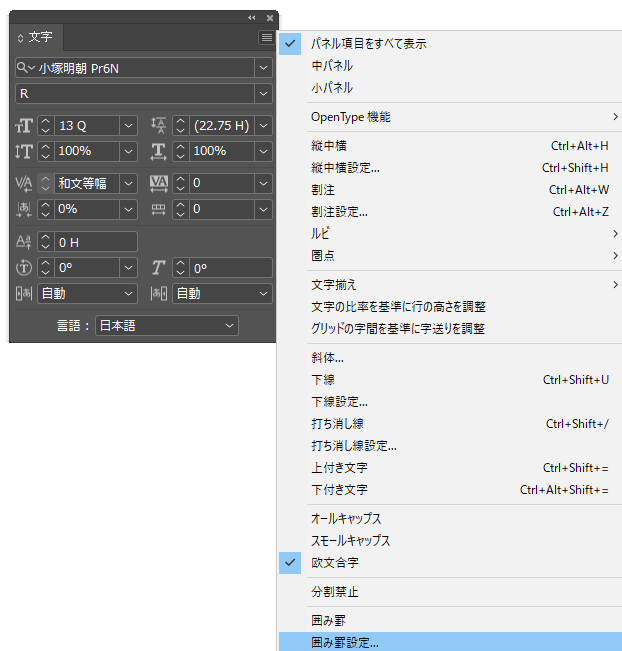 文字
小塚明朝 Pr6N
R
13 Q
(22.75 H)
100%
100%
和文等幅
0
0%
0
0 H
0°
0°
自動
自動
言語：
日本語
パネル項目をすべて表示
中パネル
小パネル
OpenType 機能
縦中横 Ctrl+Alt+H
縦中横設定... Ctrl+Shift+H
割注 Ctrl+Alt+W
割注設定... Ctrl+Alt+Z
ルビ
圏点
文字揃え
文字の比率を基準に行の高さを調整
グリッドの字間を基準に字送りを調整
斜体...
下線 Ctrl+Shift+U
下線設定...
打ち消し線 Ctrl+Shift+/
打ち消し線設定...
上付き文字 Ctrl+Shift+=
下付き文字 Ctrl+Alt+Shift+=
オールキャップス
スモールキャップス
欧文合字
分割禁止
囲み罫
囲み罫設定...